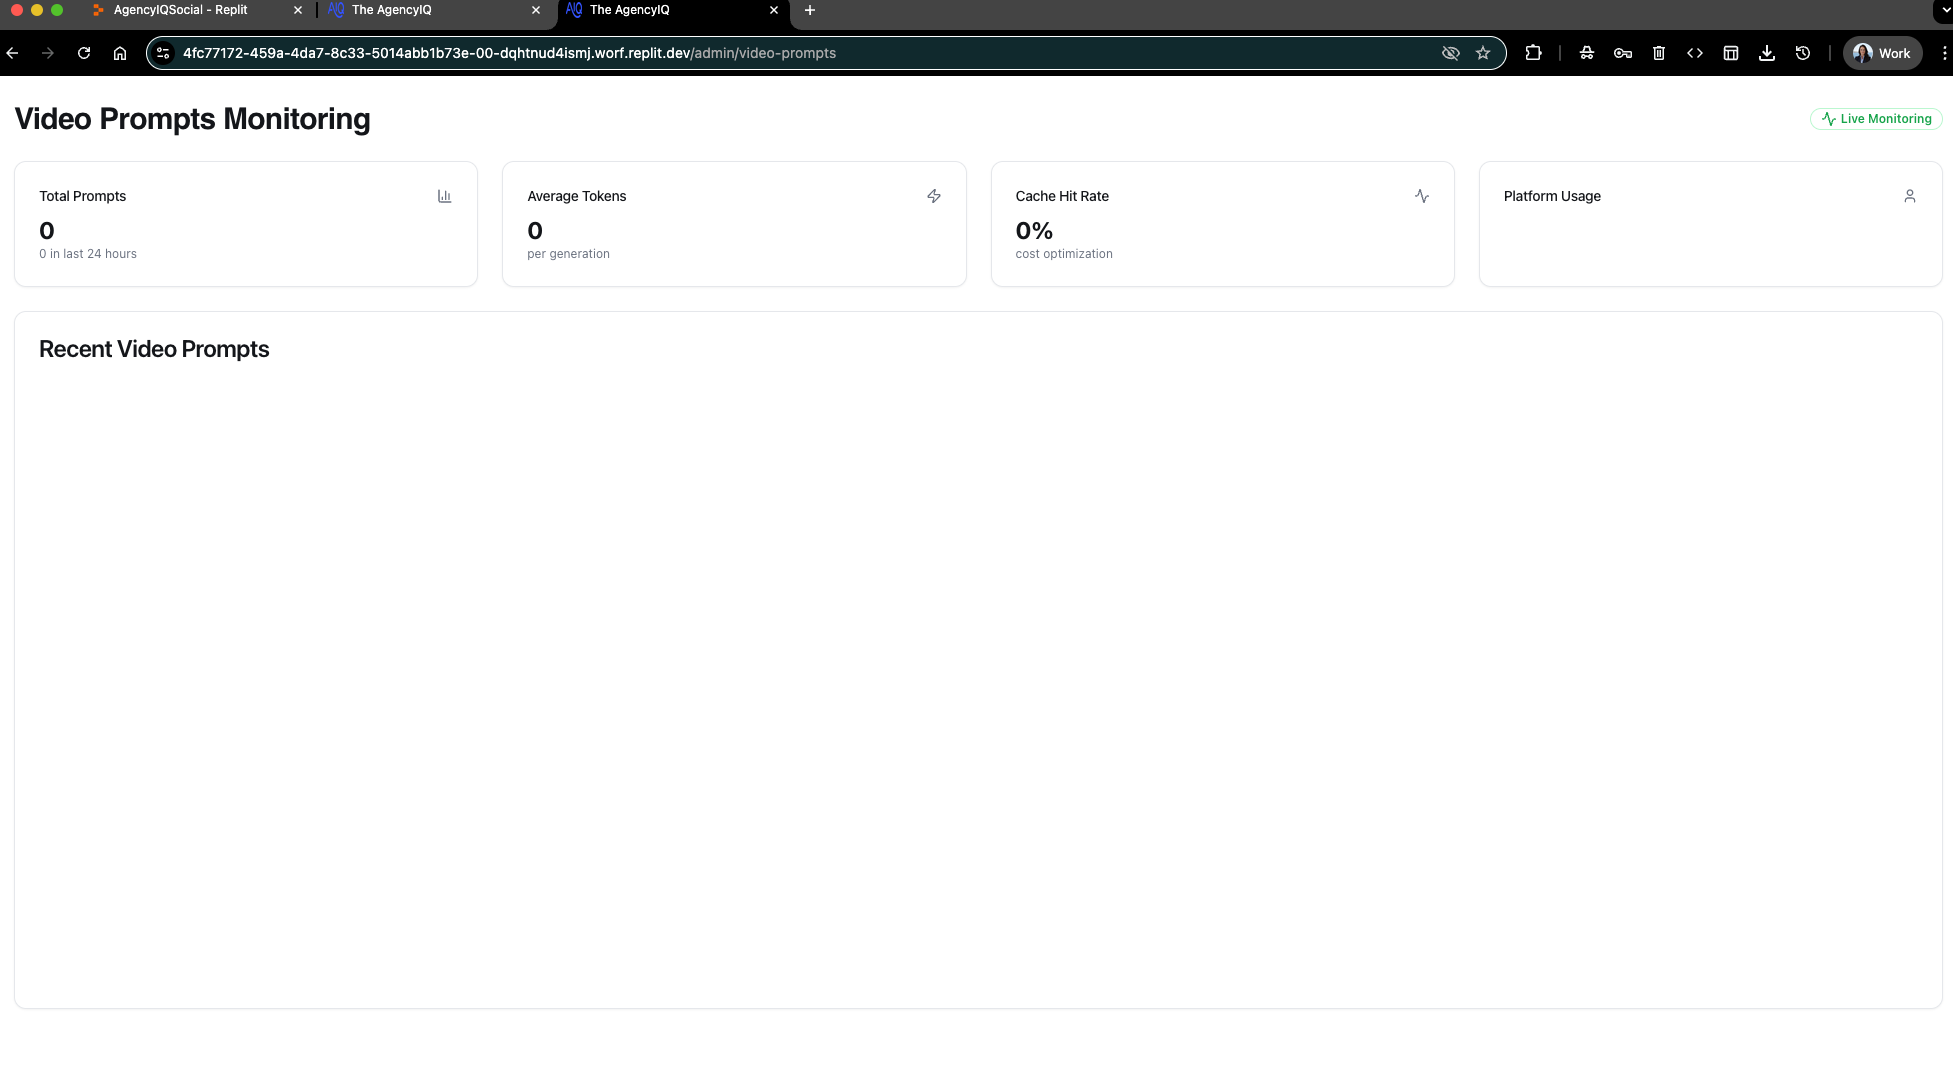 AgencyIQSocial - Replit
The AgencyIQ
The AgencyIQ
4fc77172-459a-4da7-8c33-5014abb1b73e-00-dqhtnud4ismj.worf.replit.dev/admin/video-prompts
Work
Video Prompts Monitoring
Live Monitoring
Total Prompts
0
0 in last 24 hours
Average Tokens
0
per generation
Cache Hit Rate
0%
cost optimization
Platform Usage
Recent Video Prompts